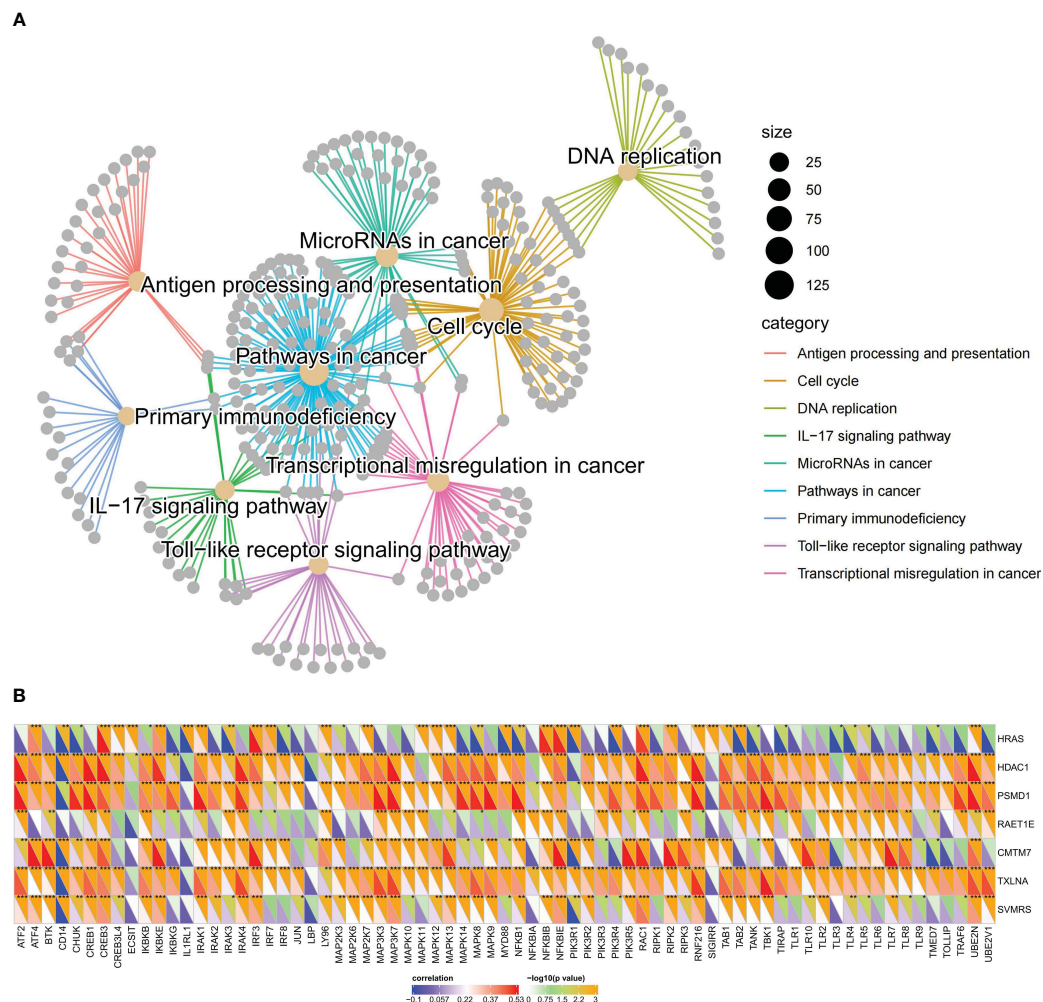 A
DNA replication
MicroRNAs in cancer
Antigen processing and presentation
Cell cycle
Pathways in cancer
Primary immunodeficiency
Transcriptional misregulation in cancer
IL−17 signaling pathway
Toll−like receptor signaling pathway
size
25
50
75
100
125
category
Antigen processing and presentation
Cell cycle
DNA replication
IL−17 signaling pathway
MicroRNAs in cancer
Pathways in cancer
Primary immunodeficiency
Toll−like receptor signaling pathway
Transcriptional misregulation in cancer
B
HRAS
HDAC1
PSMD1
RAET1E
CMTM7
TXLNA
SVMRS
ATF2
ATF4
BTK
CD14
CHUK
CREB1
CREB3
CREB3L4
ECSIT
IKBKB
IKBKE
IKBKG
IL1RL1
IRAK1
IRAK2
IRAK3
IRAK4
IRF3
IRF7
IRF8
JUN
LBP
LY96
MAP2K3
MAP2K6
MAP2K7
MAP3K3
MAP3K7
MAPK10
MAPK11
MAPK12
MAPK13
MAPK14
MAPK8
MAPK9
MYD88
NFKB1
NFKBIA
NFKBIB
NFKBIE
PIK3R1
PIK3R2
PIK3R3
PIK3R4
PIK3R5
RAC1
RIPK1
RIPK2
RIPK3
RNF216
SIGIRR
TAB1
TAB2
TANK
TBK1
TIRAP
TLR1
TLR10
TLR2
TLR3
TLR4
TLR5
TLR6
TLR7
TLR8
TLR9
TMED7
TOLLIP
TRAF6
UBE2N
UBE2V1
correlation
−0.1 0.057 0.22 0.37 0.53
−log10(p value)
0 0.75 1.5 2.2 3